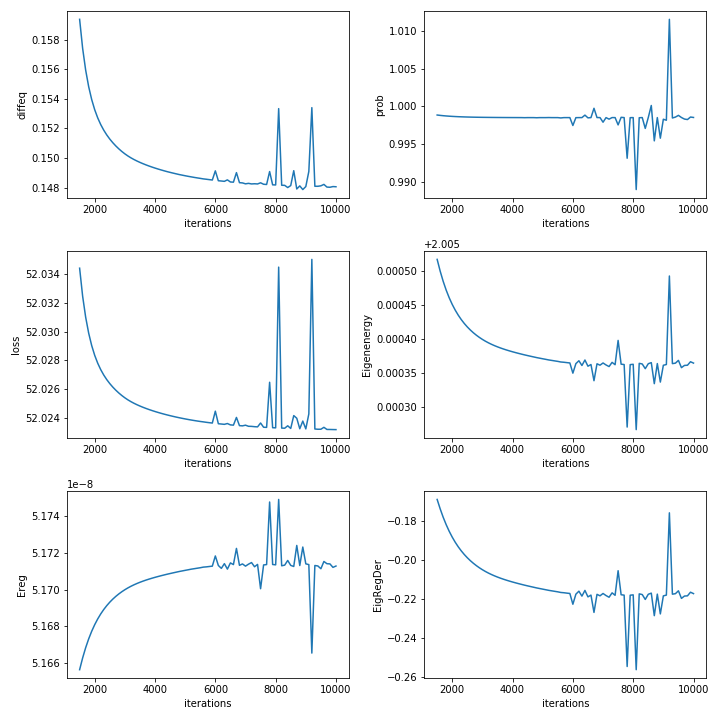 0.158
0.156
0.154
0.152
0.150
0.148
diffeq
2000 4000 6000 8000 10000
iterations
1.010
1.005
1.000
0.995
0.990
prob
2000 4000 6000 8000 10000
iterations
52.034
52.032
52.030
52.028
52.026
52.024
loss
2000 4000 6000 8000 10000
iterations
+2.005
0.00050
0.00045
0.00040
0.00035
0.00030
Eigenenergy
2000 4000 6000 8000 10000
iterations
1e−8
5.174
5.172
5.170
5.168
5.166
Ereg
2000 4000 6000 8000 10000
iterations
−0.18
−0.20
−0.22
−0.24
−0.26
EigRegDer
2000 4000 6000 8000 10000
iterations